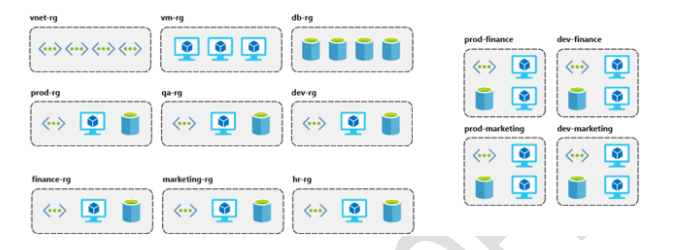 vnet-rg
vm-rg
db-rg
prod-rg
qa-rg
dev-rg
finance-rg
marketing-rg
hr-rg
prod-finance
dev-finance
prod-marketing
dev-marketing